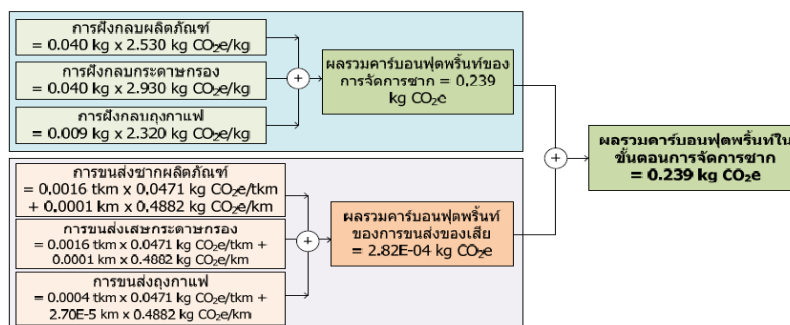 การฝังกลบผลิตภัณฑ์
= 0.040 kg x 2.530 kg CO₂e/kg
การฝังกลบกระดาษกรอง
= 0.040 kg x 2.930 kg CO₂e/kg
การฝังกลบถุงกาแฟ
= 0.009 kg x 2.320 kg CO₂e/kg
+
ผลรวมคาร์บอนฟุตพริ้นท์ของ
การจัดการซาก = 0.239
kg CO₂e
การขนส่งซากผลิตภัณฑ์
= 0.0016 tkm x 0.0471 kg CO₂e/tkm
+ 0.0001 km x 0.4882 kg CO₂e/km
การขนส่งเศษกระดาษกรอง
= 0.0016 tkm x 0.0471 kg CO₂e/tkm +
0.0001 km x 0.4882 kg CO₂e/km
การขนส่งถุงกาแฟ
= 0.0004 tkm x 0.0471 kg CO₂e/tkm +
2.70E-5 km x 0.4882 kg CO₂e/km
+
ผลรวมคาร์บอนฟุตพริ้นท์
ของการขนส่งของเสีย
= 2.82E-04 kg CO₂e
+
ผลรวมคาร์บอนฟุตพริ้นท์ใน
ขั้นตอนการจัดการซาก
= 0.239 kg CO₂e